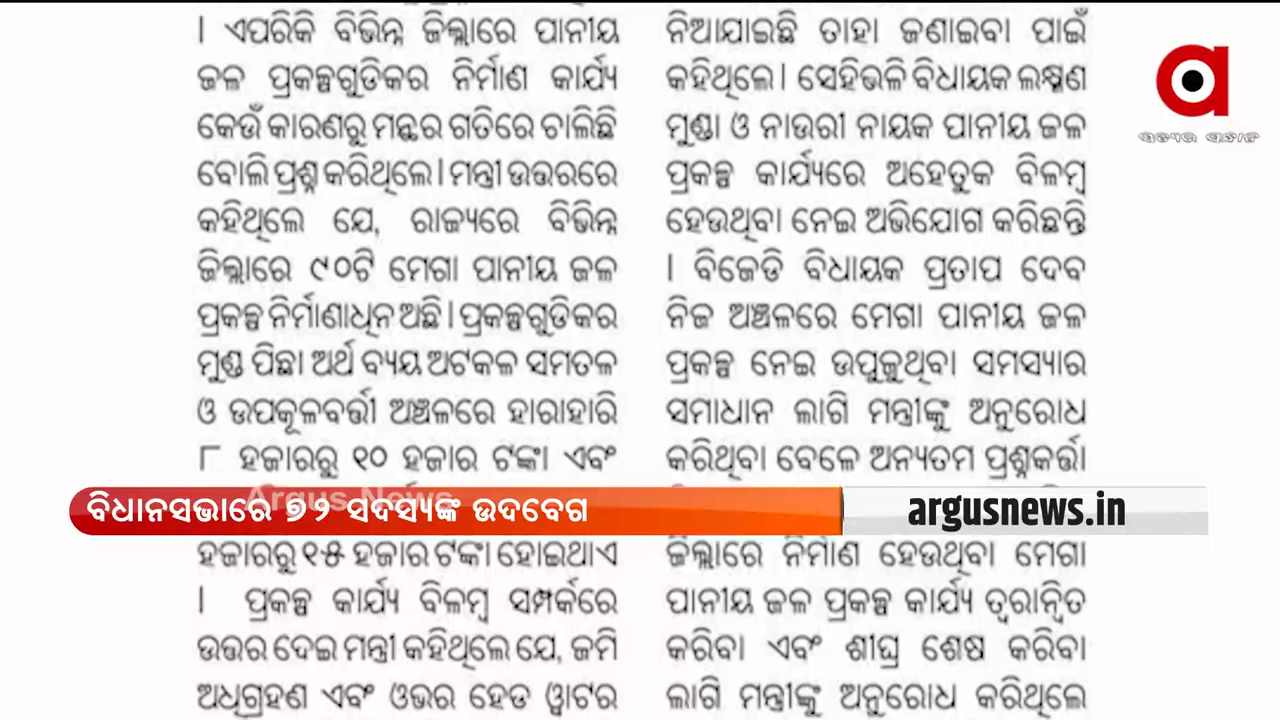 । ଏପରିକି ବିଭିନ୍ନ ଜିଲ୍ଲାରେ ପାନୀୟ
ଜଳ ପ୍ରକଳ୍ପଗୁଡିକର ନିର୍ମାଣ କାର୍ଯ୍ୟ
କେଉଁ କାରଣରୁ ମନ୍ଥର ଗତିରେ ଚାଲିଛି
ବୋଲି ପ୍ରଶ୍ନ କରିଥିଲେ । ମନ୍ତ୍ରୀ ଉତ୍ତରରେ
କହିଥିଲେ ଯେ, ରାଜ୍ୟରେ ବିଭିନ୍ନ
ଜିଲ୍ଲାରେ ୯୦ଟି ମେଗା ପାନୀୟ ଜଳ
ପ୍ରକଳ୍ପ ନିର୍ମାଣାଧିନ ଅଛି । ପ୍ରକଳ୍ପଗୁଡିକର
ମୁଣ୍ଡ ପିଛା ଅର୍ଥ ବ୍ୟୟ ଅଟକଳ ସମତଳ
ଓ ଉପକୂଳବର୍ତ୍ତୀ ଅଞ୍ଚଳରେ ହାରାହାରି
୮ ହଜାରରୁ ୧୦ ହଜାର ଟଙ୍କା ଏବଂ
ହଜାରରୁ ୧୫ ହଜାର ଟଙ୍କା ହୋଇଥାଏ
। ପ୍ରକଳ୍ପ କାର୍ଯ୍ୟ ବିଳମ୍ବ ସମ୍ପର୍କରେ
ଉତ୍ତର ଦେଇ ମନ୍ତ୍ରୀ କହିଥିଲେ ଯେ, ଜମି
ଅଧିଗ୍ରହଣ ଏବଂ ଓଭର ହେଡ ୱାଟର
ନିଆଯାଇଛି ତାହା ଜଣାଇବା ପାଇଁ
କହିଥିଲେ । ସେହିଭଳି ବିଧାୟକ ଲକ୍ଷ୍ମଣ
ମୁଣ୍ଡା ଓ ନାଉରୀ ନାୟକ ପାନୀୟ ଜଳ
ପ୍ରକଳ୍ପ କାର୍ଯ୍ୟରେ ଅହେତୁକ ବିଳମ୍ବ
ହେଉଥିବା ନେଇ ଅଭିଯୋଗ କରିଛନ୍ତି
। ବିଜେଡି ବିଧାୟକ ପ୍ରତାପ ଦେବ
ନିଜ ଅଞ୍ଚଳରେ ମେଗା ପାନୀୟ ଜଳ
ପ୍ରକଳ୍ପ ନେଇ ଉପୁଜୁଥିବା ସମସ୍ୟାର
ସମାଧାନ ଲାଗି ମନ୍ତ୍ରୀଙ୍କୁ ଅନୁରୋଧ
କରିଥିବା ବେଳେ ଅନ୍ୟତମ ପ୍ରଶ୍ନକର୍ତ୍ତା
ଜିଲ୍ଲାରେ ନିର୍ମାଣ ହେଉଥିବା ମେଗା
ପାନୀୟ ଜଳ ପ୍ରକଳ୍ପ କାର୍ଯ୍ୟ ତ୍ୱରାନ୍ୱିତ
କରିବା ଏବଂ ଶୀଘ୍ର ଶେଷ କରିବା
ଲାଗି ମନ୍ତ୍ରୀଙ୍କୁ ଅନୁରୋଧ କରିଥିଲେ
Argus News
ବିଧାନସଭାରେ ୭୨ ସଦସ୍ୟଙ୍କ ଉଦବେଗ
argusnews.in